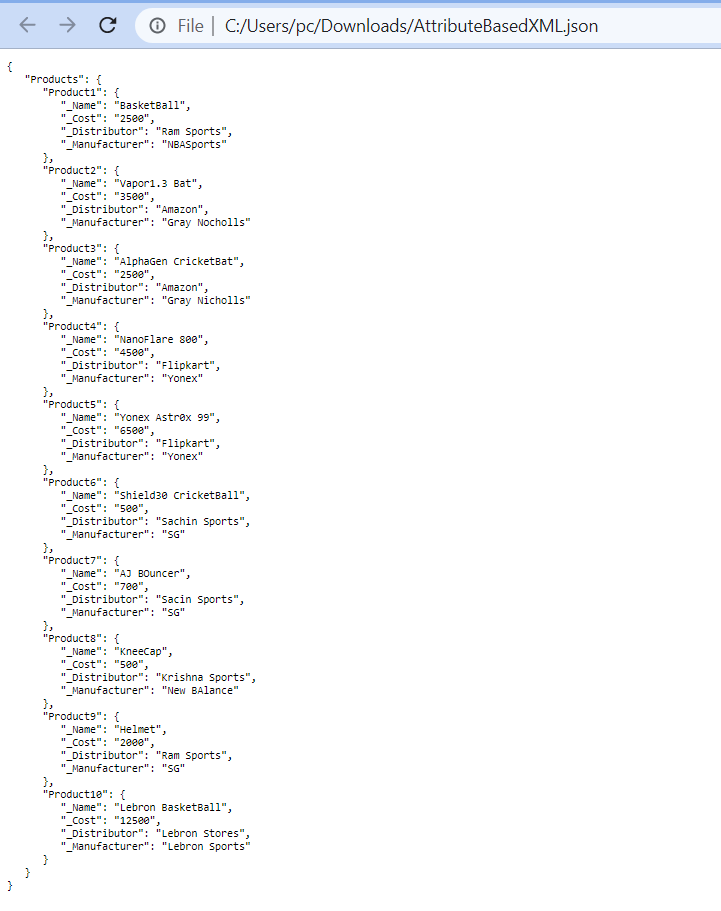 File | C:/Users/pc/Downloads/AttributeBasedXML.json
{
"Products": {
"Product1": {
"_Name": "BasketBall",
"_Cost": "2500",
"_Distributor": "Ram Sports",
"_Manufacturer": "NBASports"
},
"Product2": {
"_Name": "Vapor1.3 Bat",
"_Cost": "3500",
"_Distributor": "Amazon",
"_Manufacturer": "Gray Nocholls"
},
"Product3": {
"_Name": "AlphaGen CricketBat",
"_Cost": "2500",
"_Distributor": "Amazon",
"_Manufacturer": "Gray Nicholls"
},
"Product4": {
"_Name": "NanoFlare 800",
"_Cost": "4500",
"_Distributor": "Flipkart",
"_Manufacturer": "Yonex"
},
"Product5": {
"_Name": "Yonex Astr0x 99",
"_Cost": "6500",
"_Distributor": "Flipkart",
"_Manufacturer": "Yonex"
},
"Product6": {
"_Name": "Shield30 CricketBall",
"_Cost": "500",
"_Distributor": "Sachin Sports",
"_Manufacturer": "SG"
},
"Product7": {
"_Name": "AJ BOuncer",
"_Cost": "700",
"_Distributor": "Sacin Sports",
"_Manufacturer": "SG"
},
"Product8": {
"_Name": "KneeCap",
"_Cost": "500",
"_Distributor": "Krishna Sports",
"_Manufacturer": "New BAlance"
},
"Product9": {
"_Name": "Helmet",
"_Cost": "2000",
"_Distributor": "Ram Sports",
"_Manufacturer": "SG"
},
"Product10": {
"_Name": "Lebron BasketBall",
"_Cost": "12500",
"_Distributor": "Lebron Stores",
"_Manufacturer": "Lebron Sports"
}
}
}